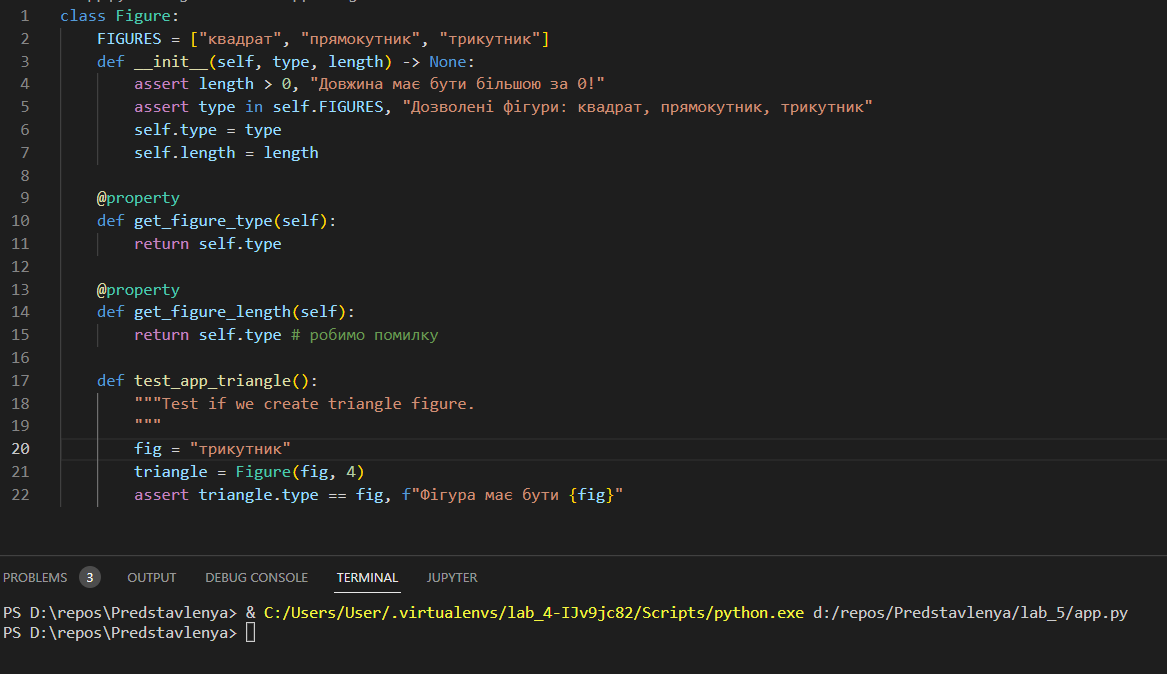 1 class Figure:
2 FIGURES = ["квадрат", "прямокутник", "трикутник"]
3 def __init__(self, type, length) -> None:
4 assert length > 0, "Довжина має бути більшою за 0!"
5 assert type in self.FIGURES, "Дозволені фігури: квадрат, прямокутник, трикутник"
6 self.type = type
7 self.length = length
8
9 @property
10 def get_figure_type(self):
11 return self.type
12
13 @property
14 def get_figure_length(self):
15 return self.type # робимо помилку
16
17 def test_app_triangle():
18 """Test if we create triangle figure.
19 """
20 fig = "трикутник"
21 triangle = Figure(fig, 4)
22 assert triangle.type == fig, f"Фігура має бути {fig}"
PROBLEMS 3 OUTPUT DEBUG CONSOLE TERMINAL JUPYTER
PS D:\repos\Predstavlenya> & C:/Users/User/.virtualenvs/lab_4-IJv9jc82/Scripts/python.exe d:/repos/Predstavlenya/lab_5/app.py
PS D:\repos\Predstavlenya>